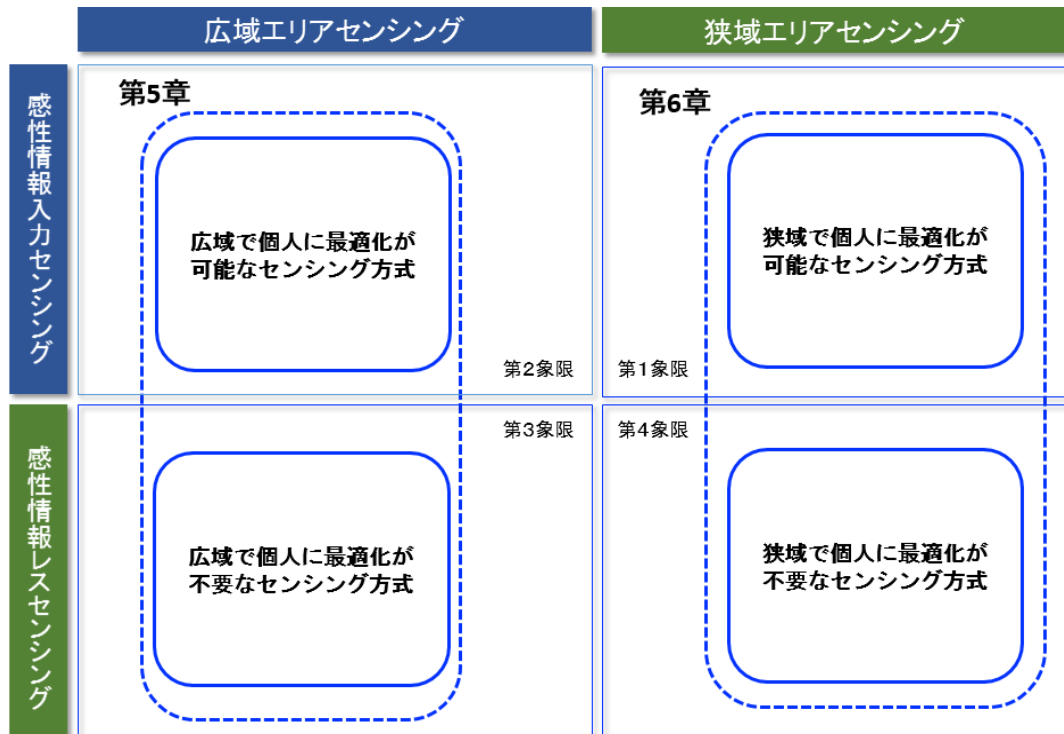 広域エリアセンシング
狭域エリアセンシング
感性情報入力センシング
第5章
広域で個人に最適化が
可能なセンシング方式
第2象限
第6章
狭域で個人に最適化が
可能なセンシング方式
第1象限
感性情報レスセンシング
第3象限
広域で個人に最適化が
不要なセンシング方式
第4象限
狭域で個人に最適化が
不要なセンシング方式